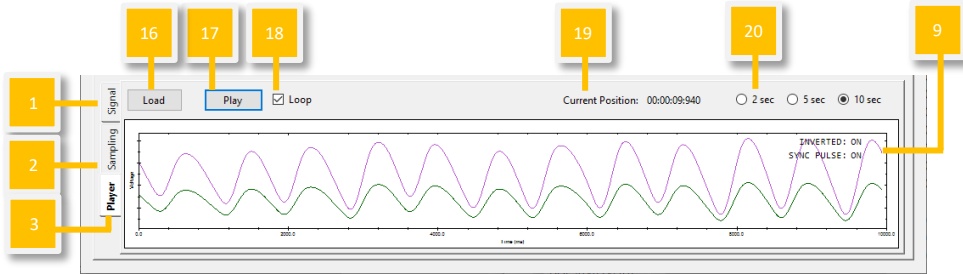 16
17
18
19
20
9
1
2
3
Signal
Sampling
Player
Load
Play
Loop
Current Position: 00:00:09:940
2 sec
5 sec
10 sec
INVERTED: ON
SYNC PULSE: ON
Voltage
0.0
2000.0
4000.0
6000.0
8000.0
10000.0
Time (ms)